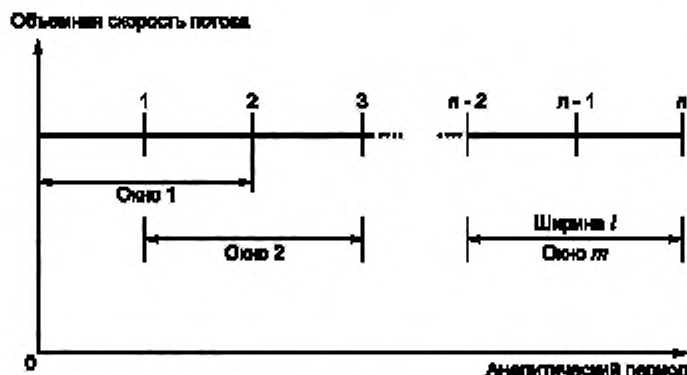 Объемная скорость потока
1 2 3 n - 2 n - 1 n
Окно 1
Ширина l
Окно 2 Окно m
0
Аналитический период